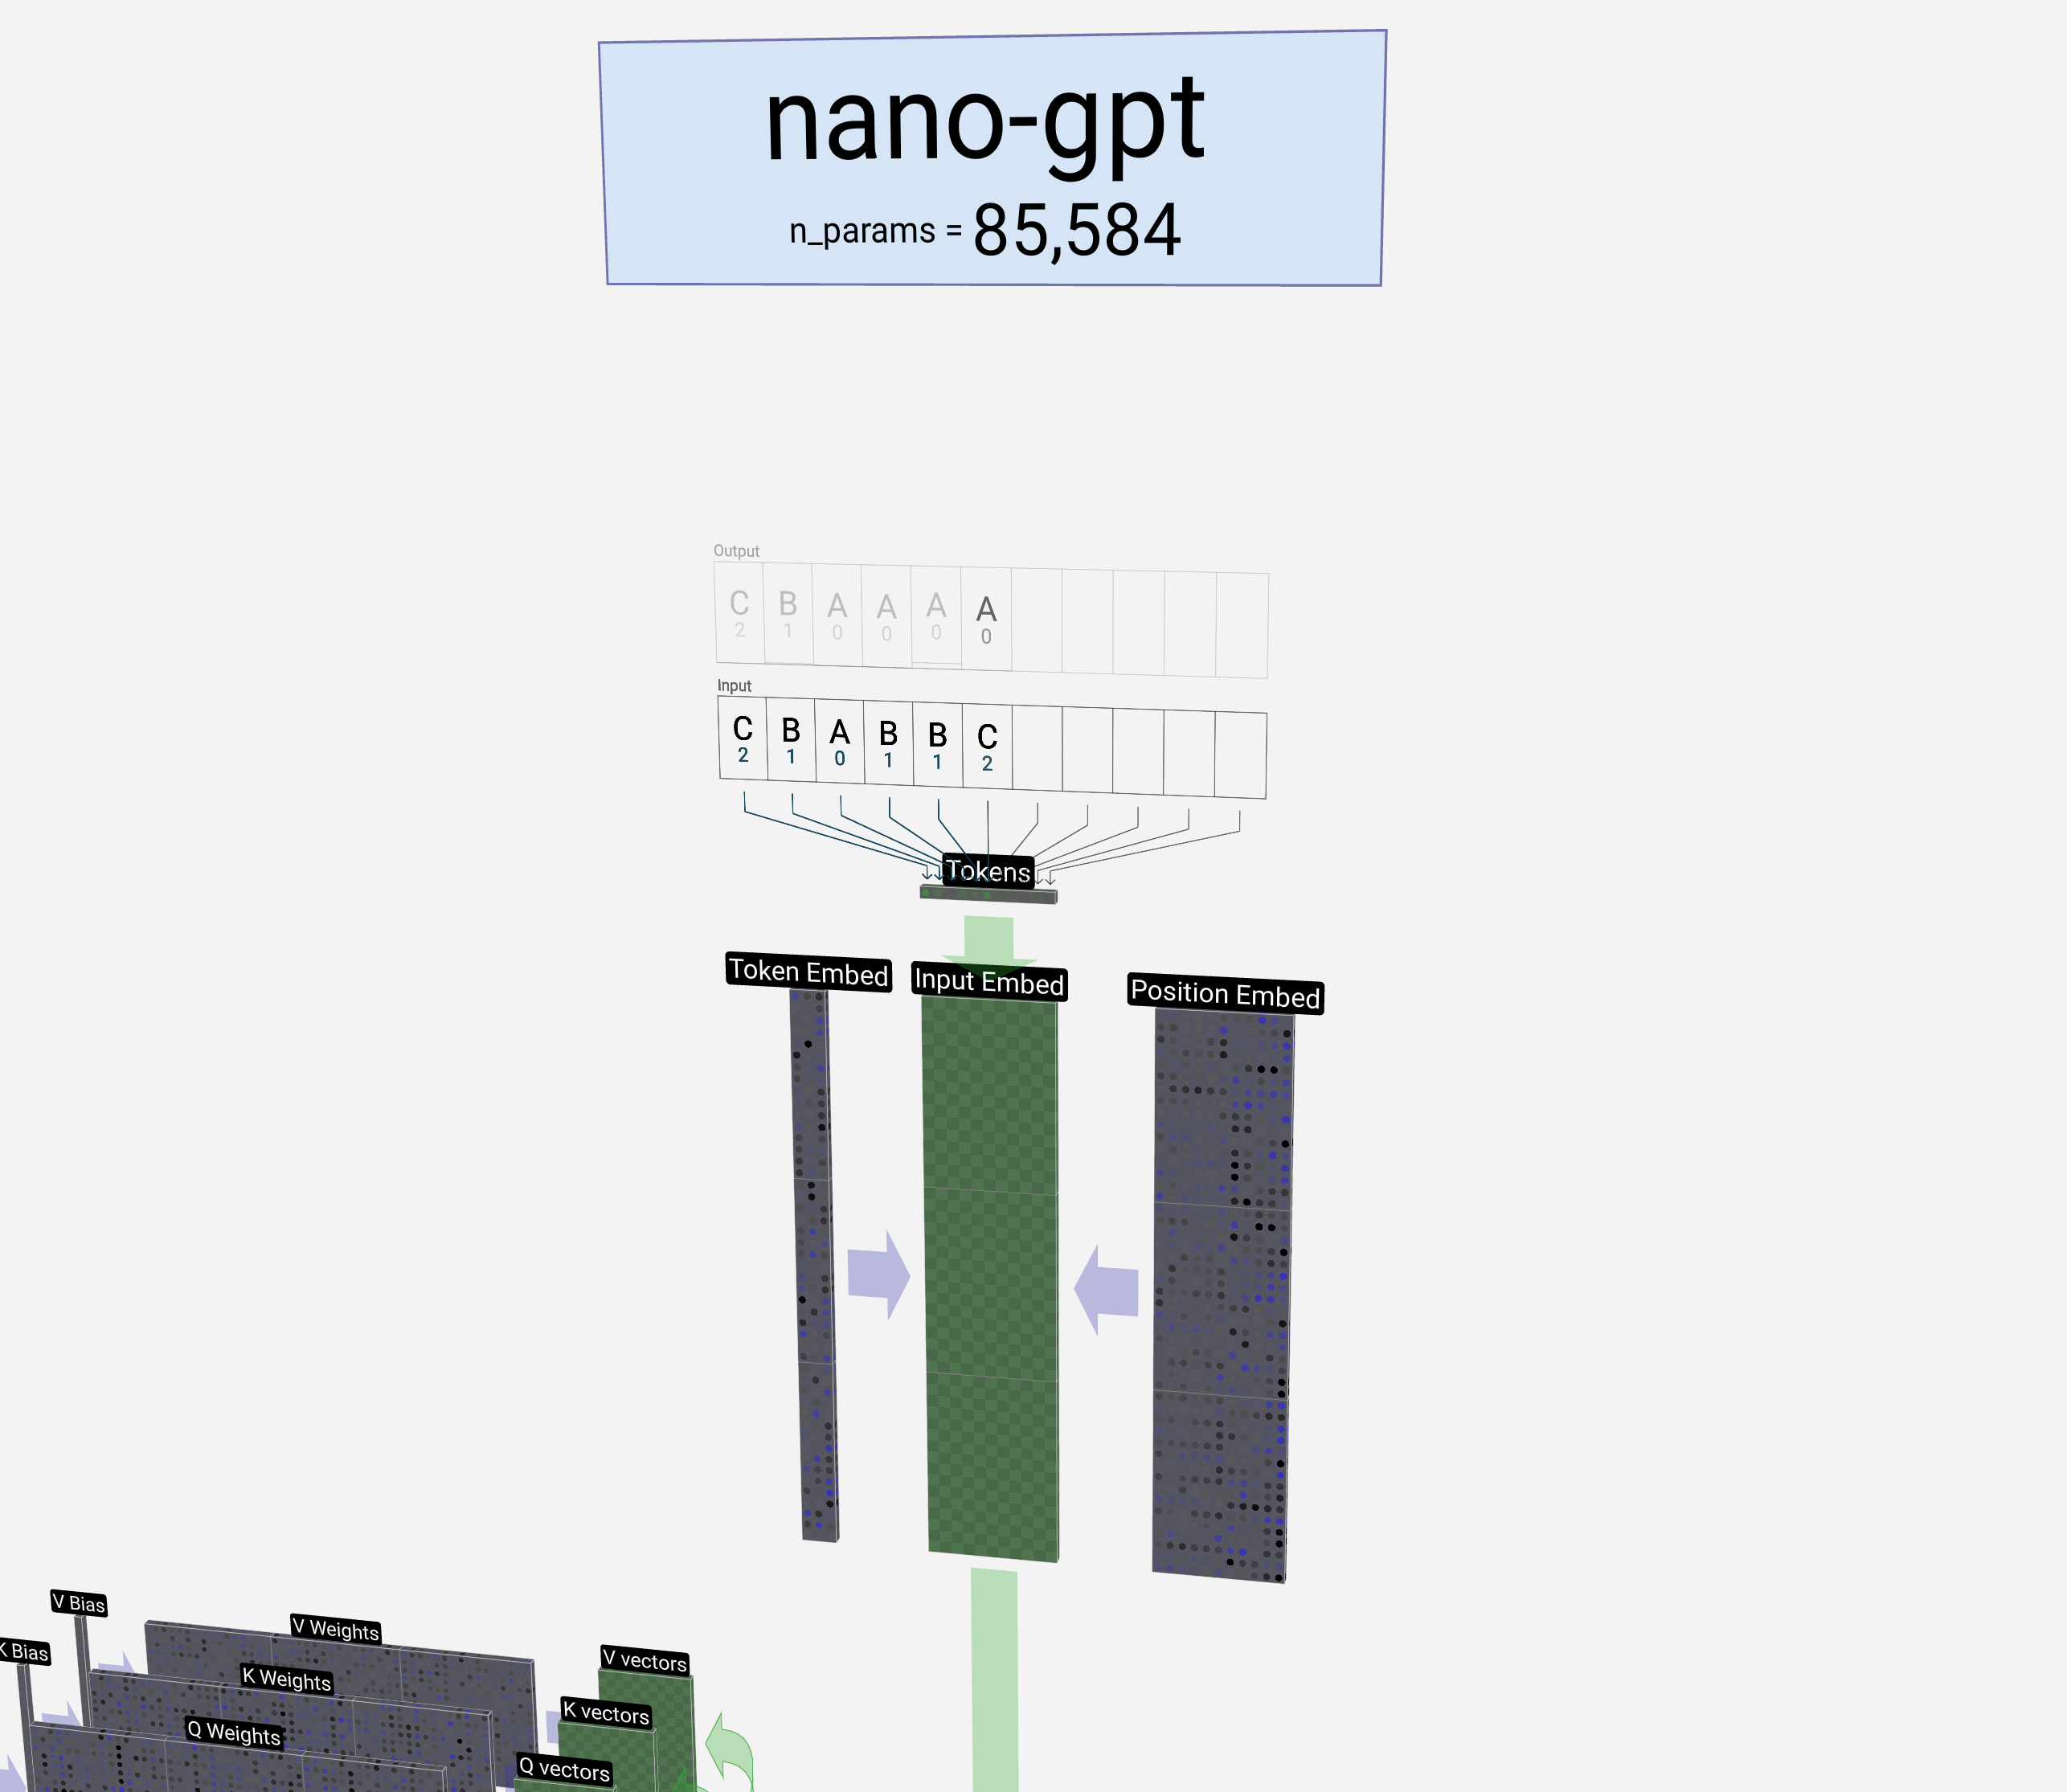 nano-gpt
n_params = 85,584
Output
C B A A A A
2 1 0 0 0 0
Input
C B A B B C
2 1 0 1 1 2
Tokens
Token Embed
Input Embed
Position Embed
V Bias
V Weights
K Bias
K Weights
V vectors
Q Weights
K vectors
Q vectors